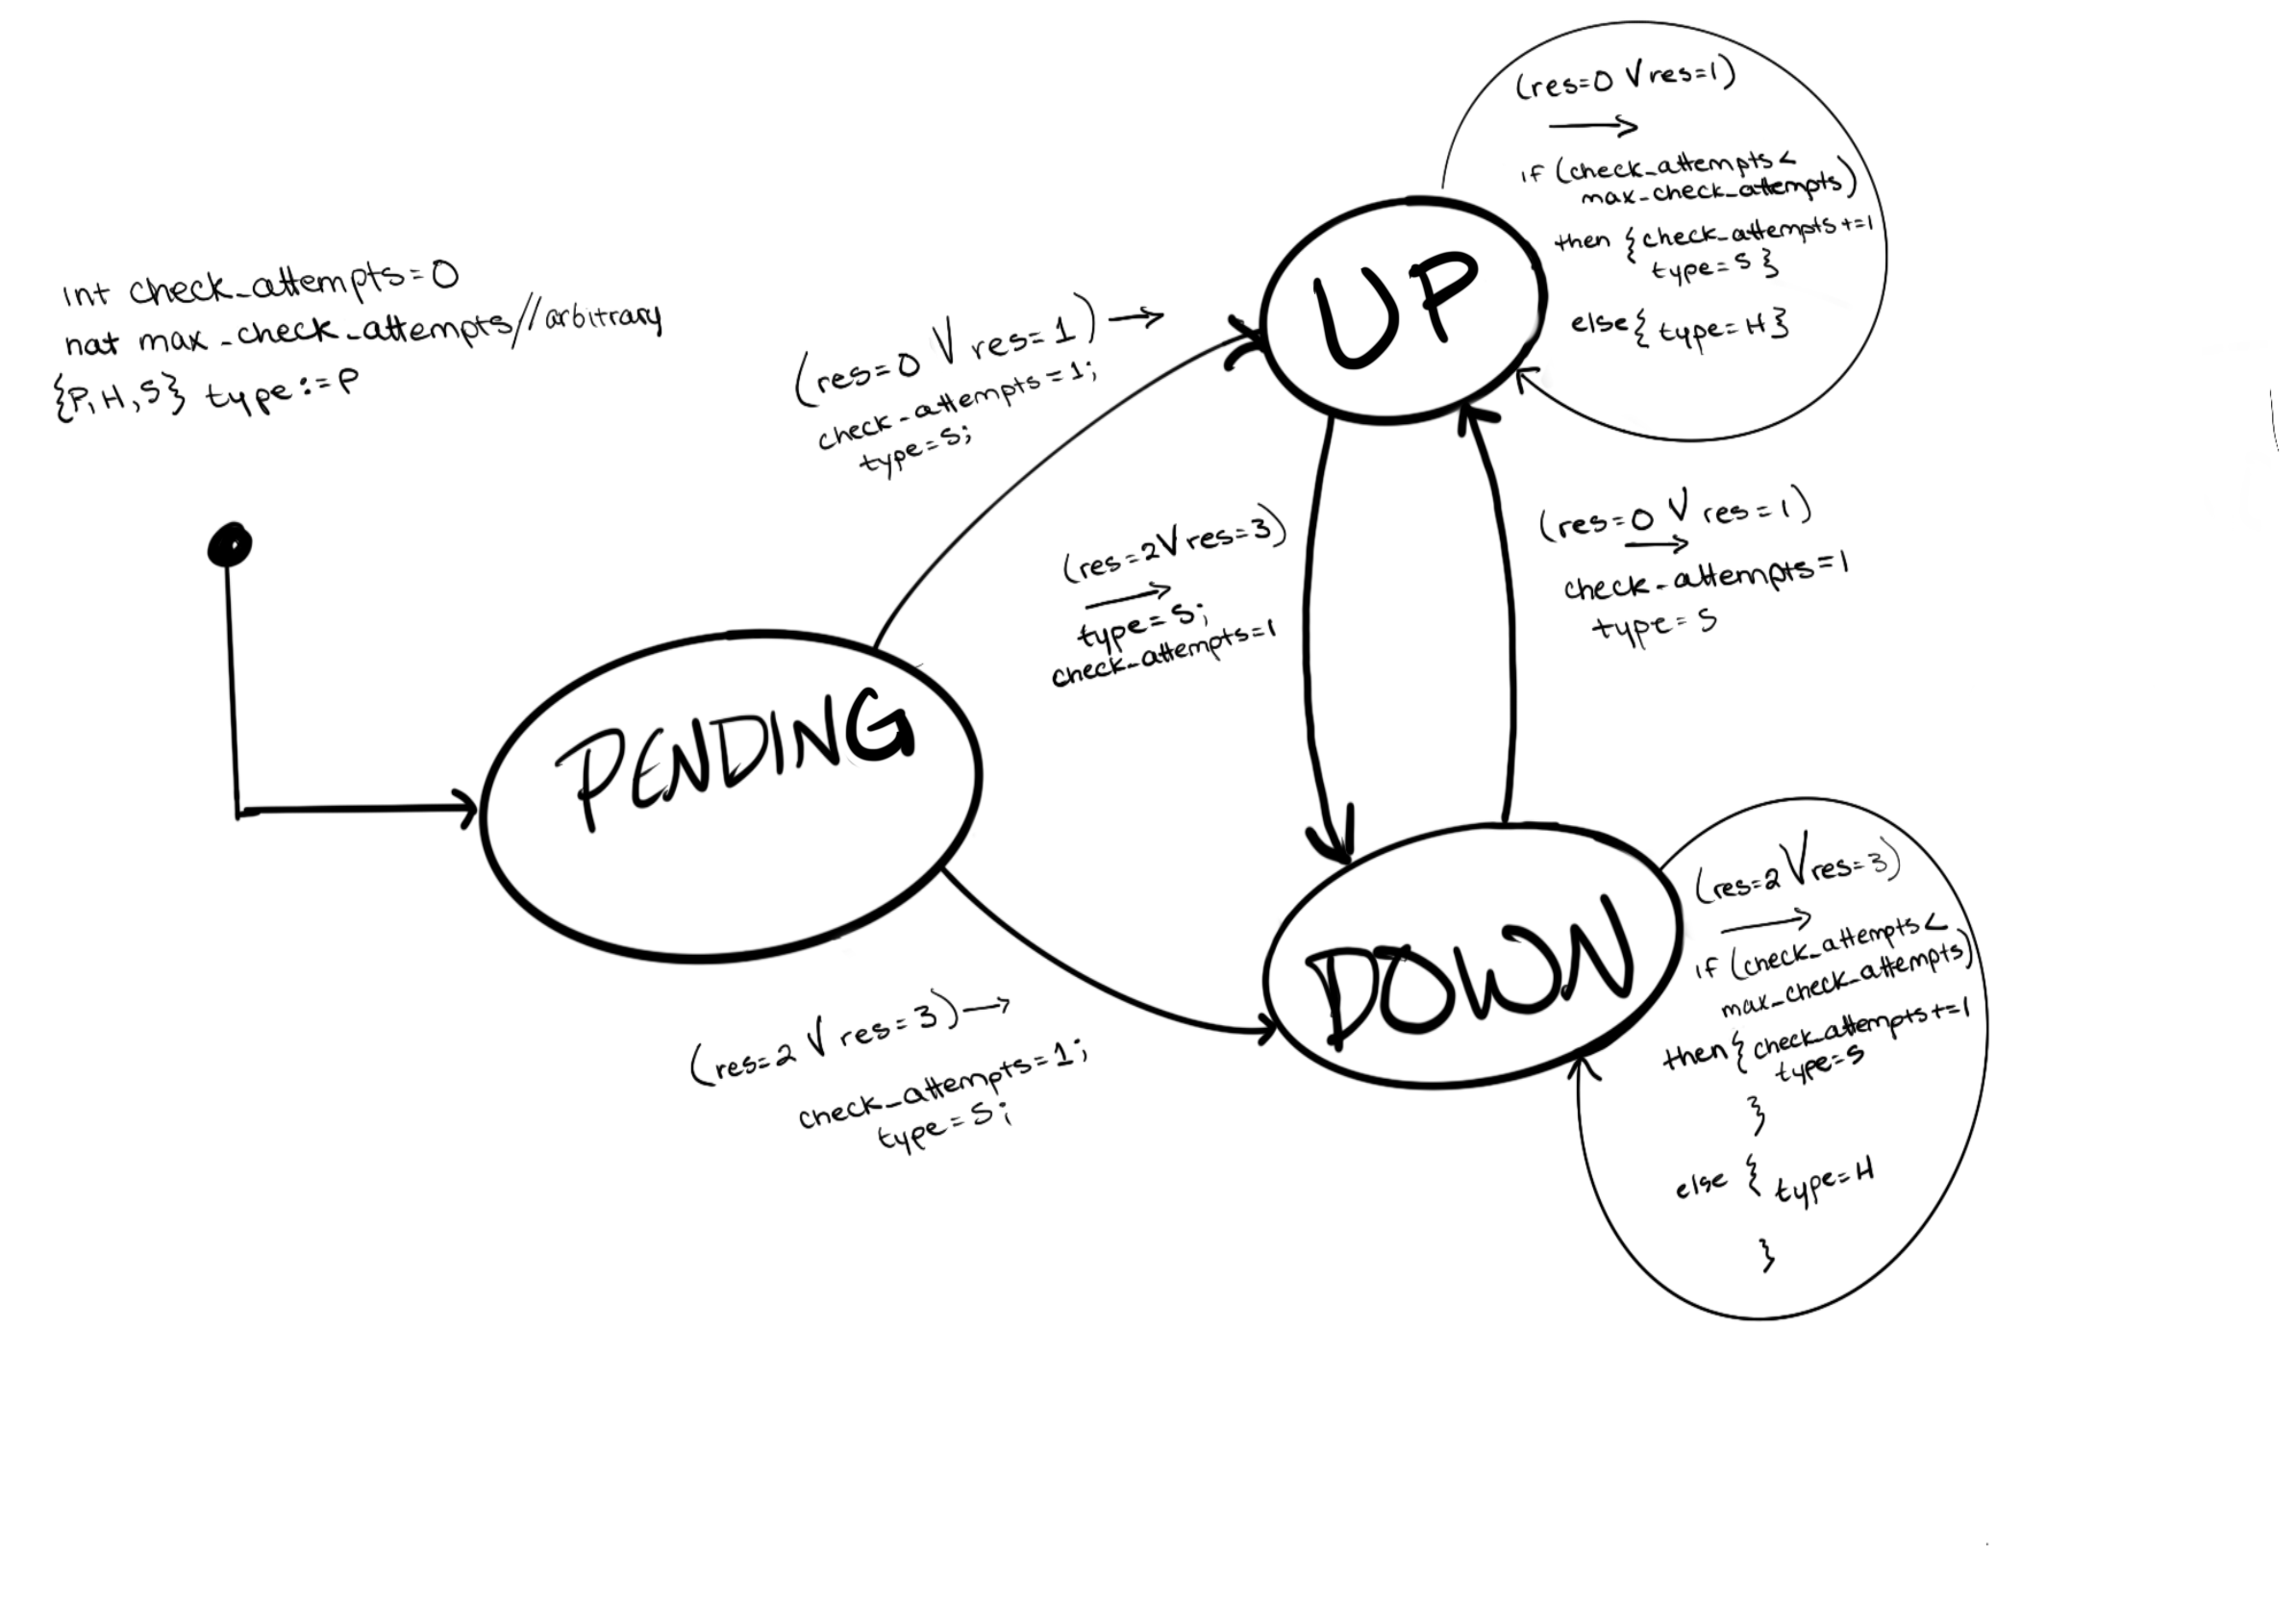 (res=0 ∨ res=1)
if (check_attempts<
max_check_attempts)
then {check_attempts+=1
type=S}
else{type=H}
int check_attempts=0
nat max_check_attempts//arbitrary
{P,H,S} type:=P
(res=0 ∨ res=1)→
check_attempts=1;
type=S;
UP
(res=2∨res=3)
→
type=S;
check_attempts=1
(res=0 ∨ res=1)
→
check_attempts=1
type=S
PENDING
DOWN
(res=2∨res=3)
→
if (check_attempts<
max_check_attempts)
then{check_attempts+=1
type=S
}
else {type=H
}
(res=2 ∨ res=3)→
check_attempts=1;
type=S;